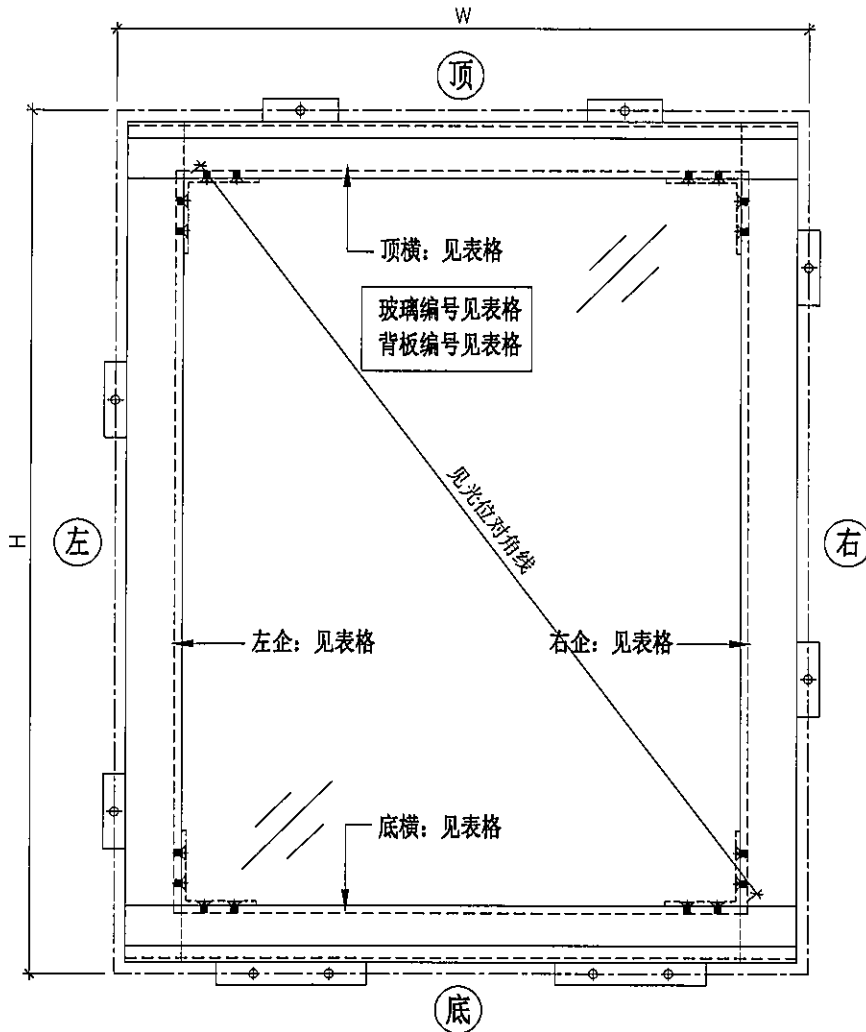 W
顶
顶横：见表格
玻璃编号见表格
背板编号见表格
见光位对角线
H
左
右
左企：见表格
右企：见表格
底横：见表格
底